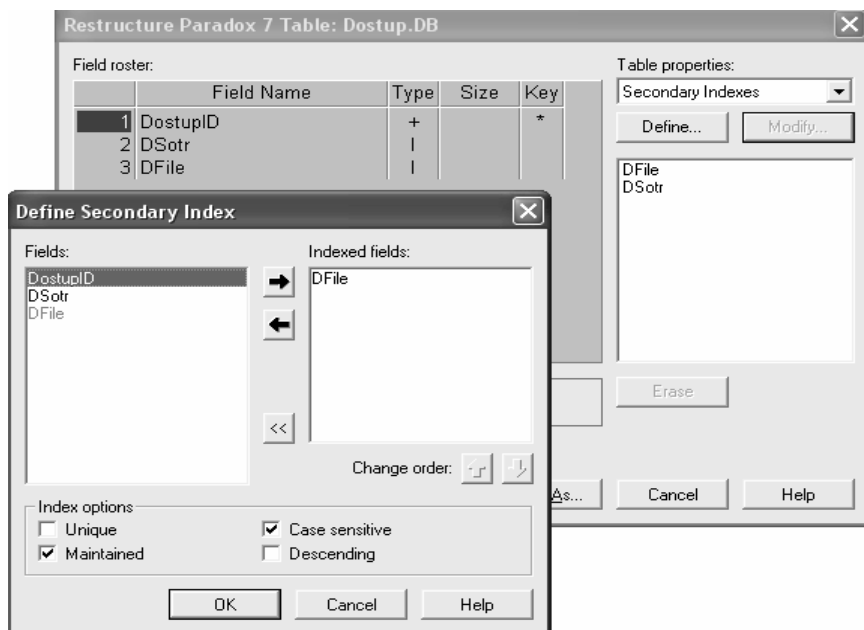 Restructure Paradox 7 Table: Dostup.DB
Field roster:
Field Name Type Size Key
1 DostupID + *
2 DSotr I
3 DFile I
Table properties:
Secondary Indexes
Define... Modify...
DFile
DSotr
Erase
As... Cancel Help
Define Secondary Index
Fields:
DostupID
DSotr
DFile
Indexed fields:
DFile
<<
Change order:
Index options
Unique Case sensitive
Maintained Descending
OK Cancel Help